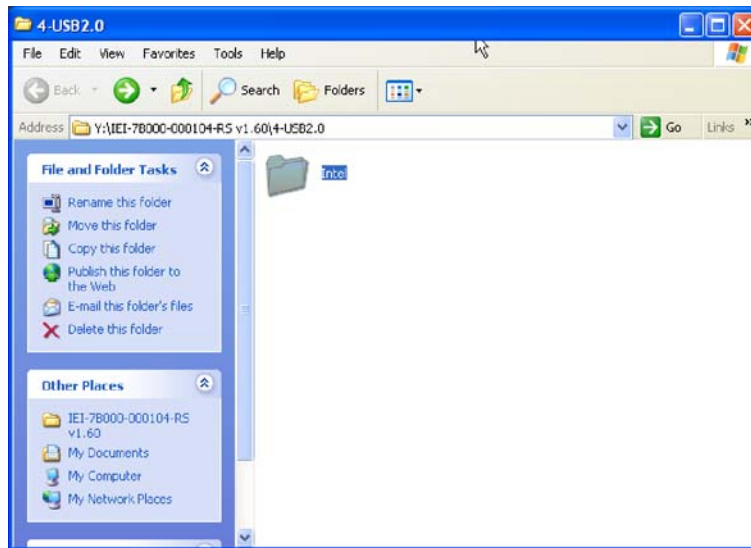 4-USB2.0
File Edit View Favorites Tools Help
Back Search Folders
Address Y:\IEI-7B000-000104-RS v1.60\4-USB2.0 Go Links »
File and Folder Tasks
Intel
Rename this folder
Move this folder
Copy this folder
Publish this folder to
the Web
E-mail this folder's files
Delete this folder
Other Places
IEI-7B000-000104-RS
v1.60
My Documents
My Computer
My Network Places